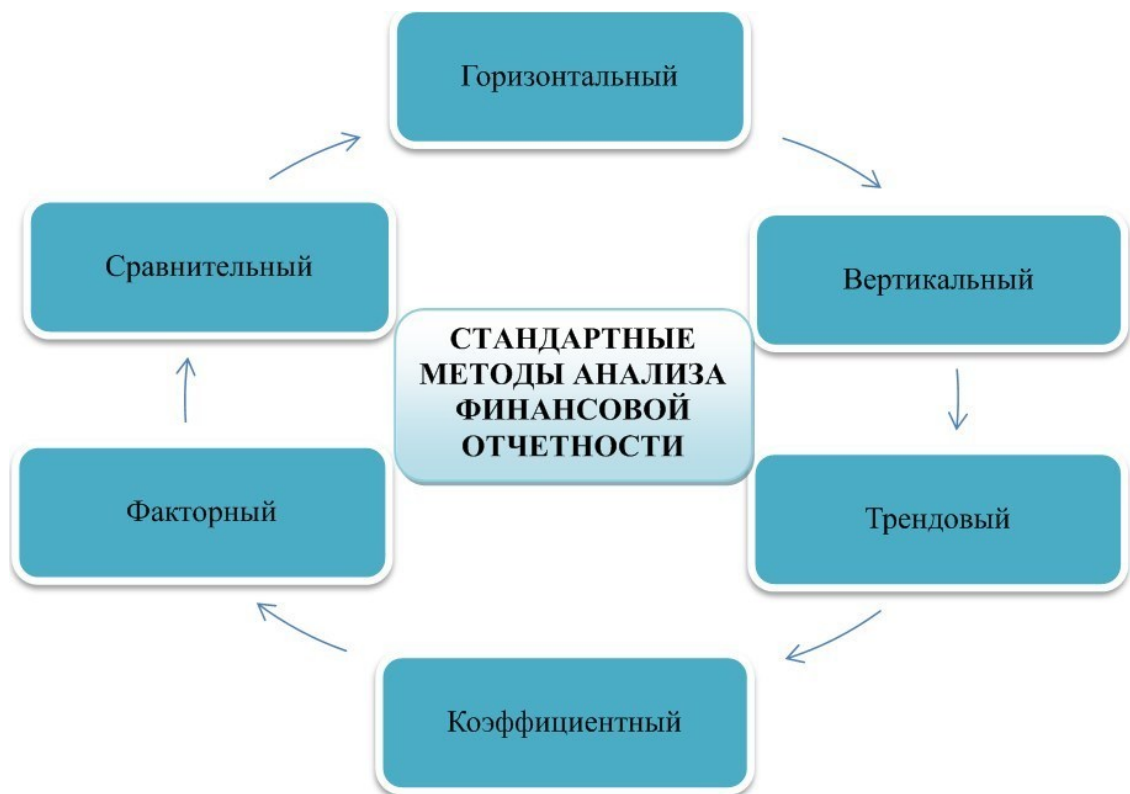 Горизонтальный
Вертикальный
Трендовый
Коэффициентный
Факторный
Сравнительный
СТАНДАРТНЫЕ
МЕТОДЫ АНАЛИЗА
ФИНАНСОВОЙ
ОТЧЕТНОСТИ